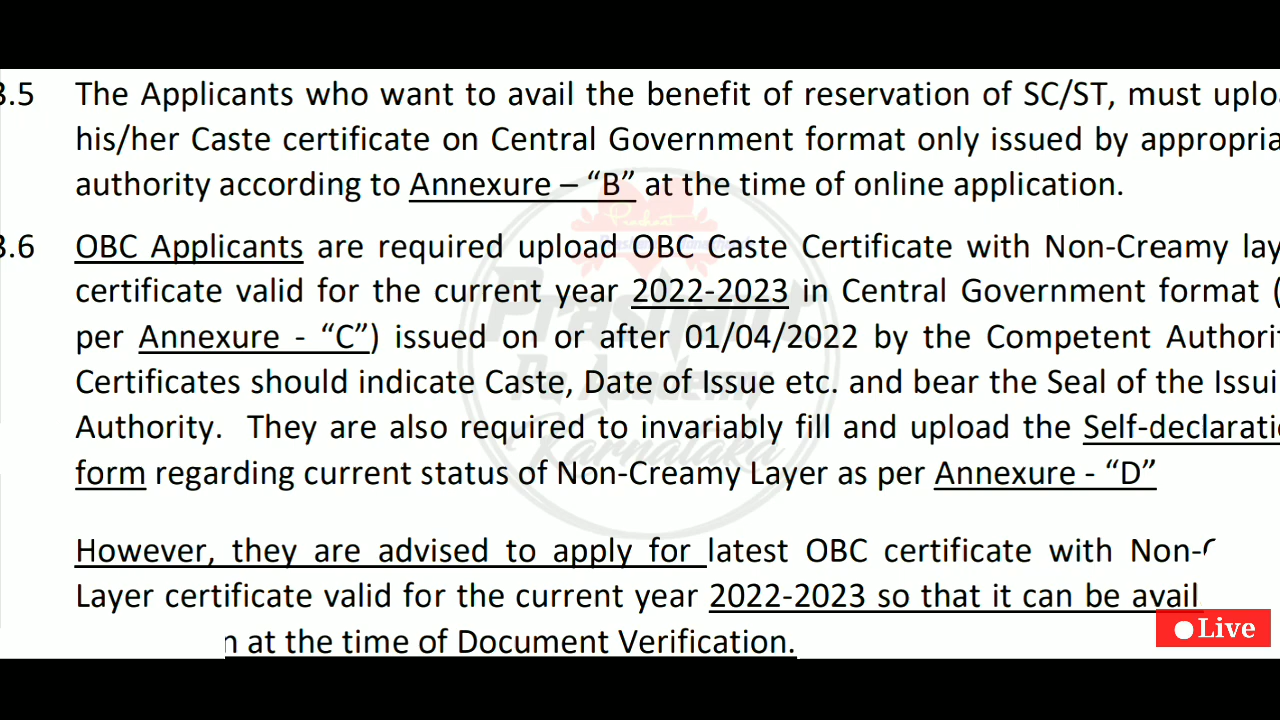 3.5 The Applicants who want to avail the benefit of reservation of SC/ST, must uploa
his/her Caste certificate on Central Government format only issued by appropria
authority according to Annexure – “B” at the time of online application.
3.6 OBC Applicants are required upload OBC Caste Certificate with Non-Creamy lay
certificate valid for the current year 2022-2023 in Central Government format (
per Annexure - “C”) issued on or after 01/04/2022 by the Competent Authorit
Certificates should indicate Caste, Date of Issue etc. and bear the Seal of the Issui
Authority. They are also required to invariably fill and upload the Self-declaratio
form regarding current status of Non-Creamy Layer as per Annexure - “D”
However, they are advised to apply for latest OBC certificate with Non-
Layer certificate valid for the current year 2022-2023 so that it can be avail
n at the time of Document Verification.
Live
Prashant
Prashant
Pa Academy
Karnataka